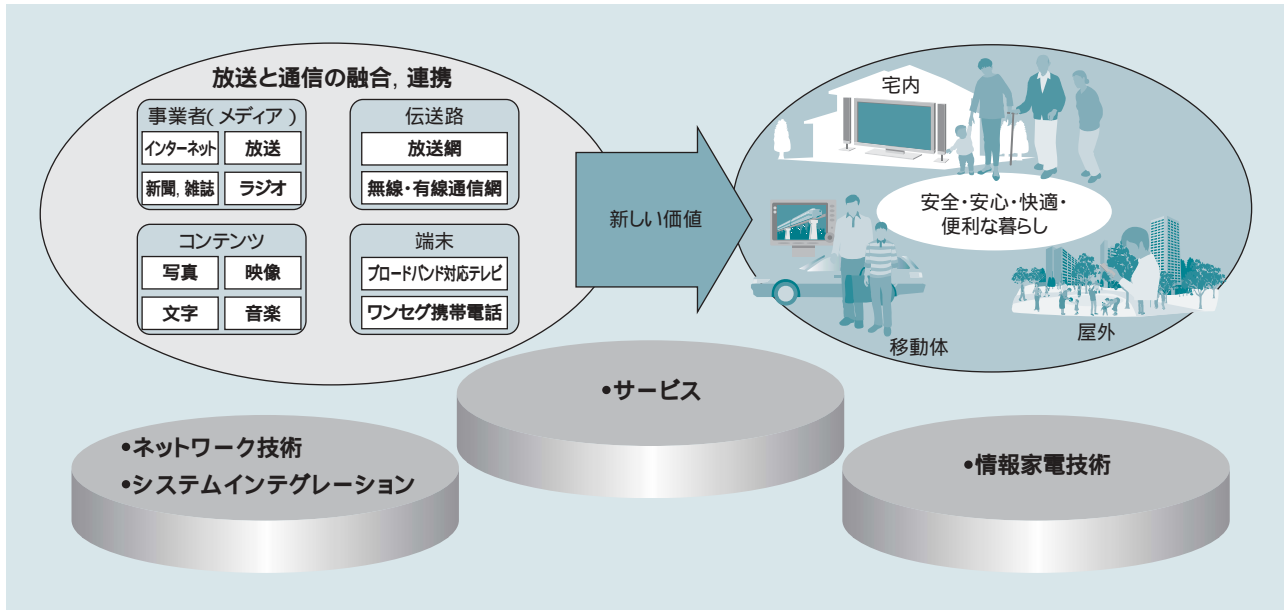 放送と通信の融合, 連携
事業者(メディア)
インターネット
放送
新聞, 雑誌
ラジオ
伝送路
放送網
無線・有線通信網
コンテンツ
写真
映像
文字
音楽
端末
ブロードバンド対応テレビ
ワンセグ携帯電話
新しい価値
宅内
安全・安心・快適・
便利な暮らし
移動体
屋外
•サービス
•ネットワーク技術
•システムインテグレーション
•情報家電技術